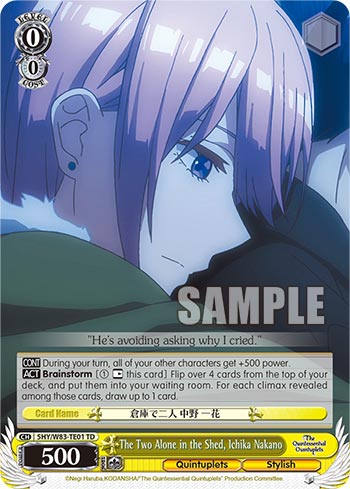 LEVEL
0
0
COST
SAMPLE
"He's avoiding asking why I cried."
CONT During your turn, all of your other characters get +500 power.
ACT Brainstorm [① this card] Flip over 4 cards from the top of your deck, and put them into your waiting room. For each climax revealed among those cards, draw up to 1 card.
Card Name 倉庫で二人 中野 一花
CH 5HY/W83-TE01 TD
The Two Alone in the Shed, Ichika Nakano
The Quintessential Quintuplets
500
Quintuplets Stylish
©Negi Haruba,KODANSHA/"The Quintessential Quintuplets" Production Committee.